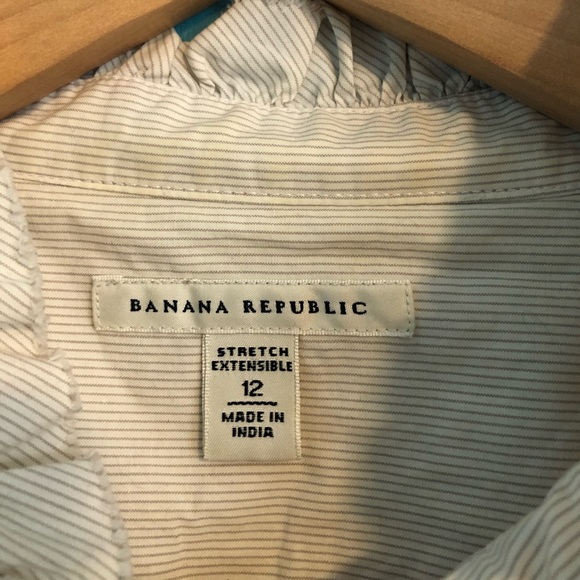 BANANA REPUBLIC
STRETCH
EXTENSIBLE
12
MADE IN
INDIA